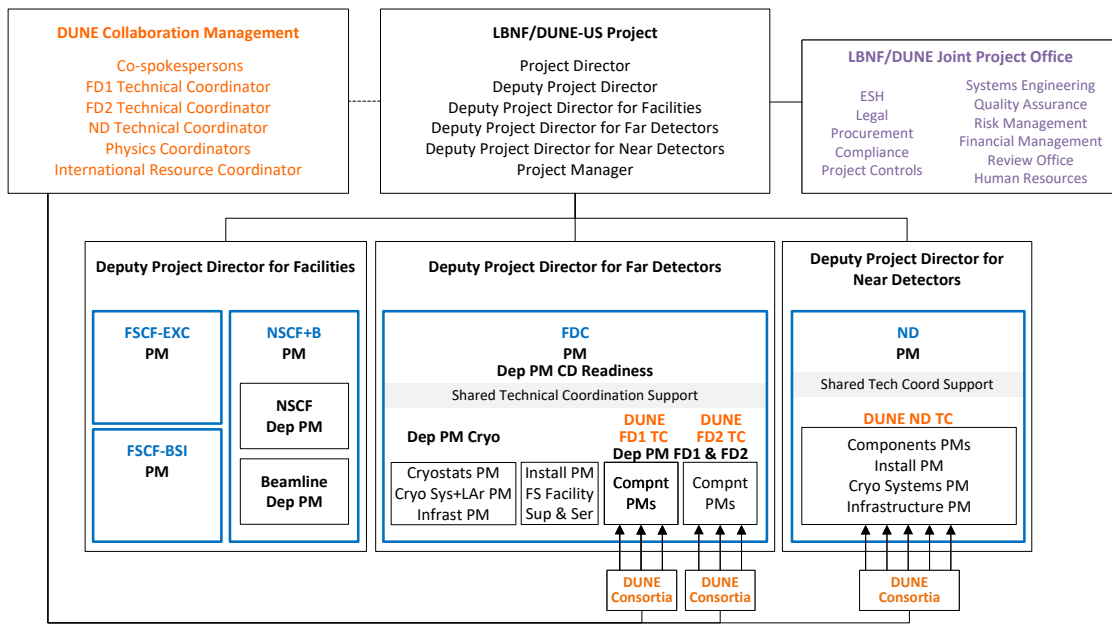 DUNE Collaboration Management
Co-spokespersons
FD1 Technical Coordinator
FD2 Technical Coordinator
ND Technical Coordinator
Physics Coordinators
International Resource Coordinator
LBNF/DUNE-US Project
Project Director
Deputy Project Director
Deputy Project Director for Facilities
Deputy Project Director for Far Detectors
Deputy Project Director for Near Detectors
Project Manager
LBNF/DUNE Joint Project Office
ESH
Legal
Procurement
Compliance
Project Controls
Systems Engineering
Quality Assurance
Risk Management
Financial Management
Review Office
Human Resources
Deputy Project Director for Facilities
FSCF-EXC
PM
FSCF-BSI
PM
NSCF+B
PM
NSCF
Dep PM
Beamline
Dep PM
Deputy Project Director for Far Detectors
FDC
PM
Dep PM CD Readiness
Shared Technical Coordination Support
Dep PM Cryo
Cryostats PM
Cryo Sys+LAr PM
Infrast PM
Install PM
FS Facility
Sup & Ser
DUNE
FD1 TC
DUNE
FD2 TC
Dep PM FD1 & FD2
Compnt
PMs
Compnt
PMs
DUNE
Consortia
DUNE
Consortia
Deputy Project Director for
Near Detectors
ND
PM
Shared Tech Coord Support
DUNE ND TC
Components PMs
Install PM
Cryo Systems PM
Infrastructure PM
DUNE
Consortia